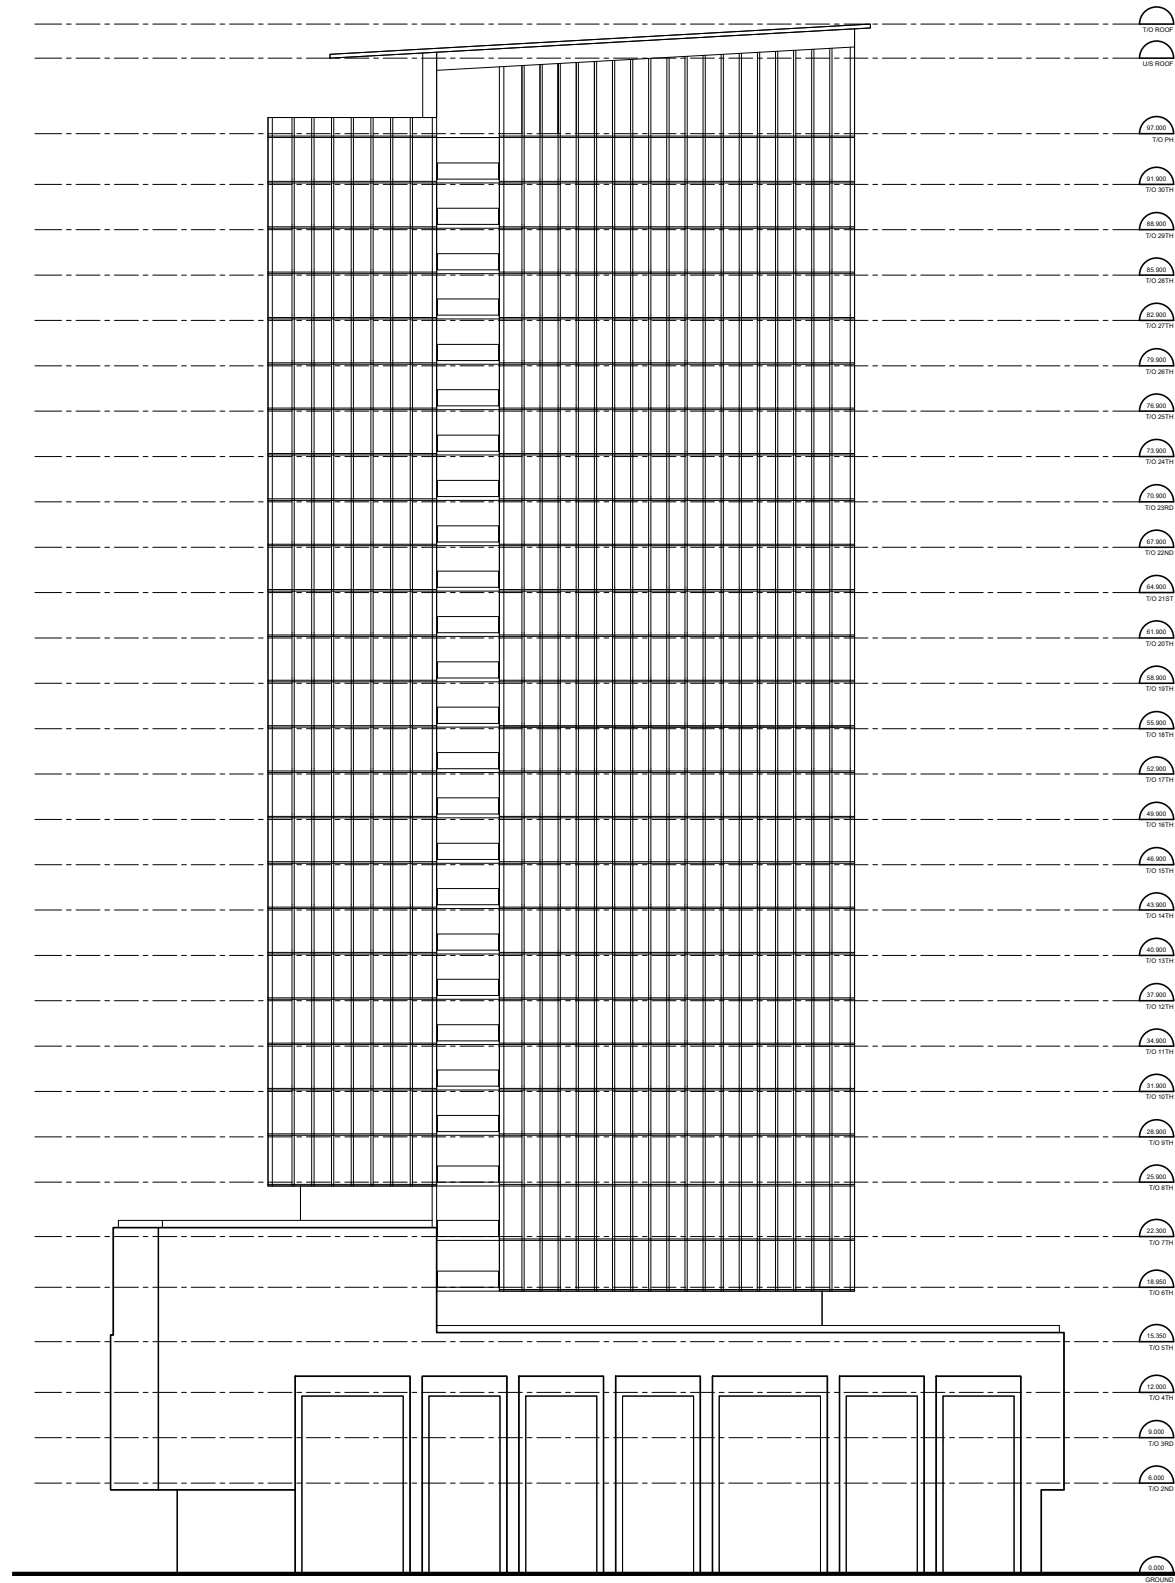 T/O ROOF
U/S ROOF
97.000
T/O PH
91.900
T/O 30TH
88.900
T/O 29TH
85.900
T/O 28TH
82.900
T/O 27TH
79.900
T/O 26TH
76.900
T/O 25TH
73.900
T/O 24TH
70.900
T/O 23RD
67.900
T/O 22ND
64.900
T/O 21ST
61.900
T/O 20TH
58.900
T/O 19TH
55.900
T/O 18TH
52.900
T/O 17TH
49.900
T/O 16TH
46.900
T/O 15TH
43.900
T/O 14TH
40.900
T/O 13TH
37.900
T/O 12TH
34.900
T/O 11TH
31.900
T/O 10TH
28.900
T/O 9TH
25.900
T/O 8TH
22.300
T/O 7TH
18.950
T/O 6TH
15.350
T/O 5TH
12.000
T/O 4TH
9.000
T/O 3RD
6.000
T/O 2ND
0.000
GROUND